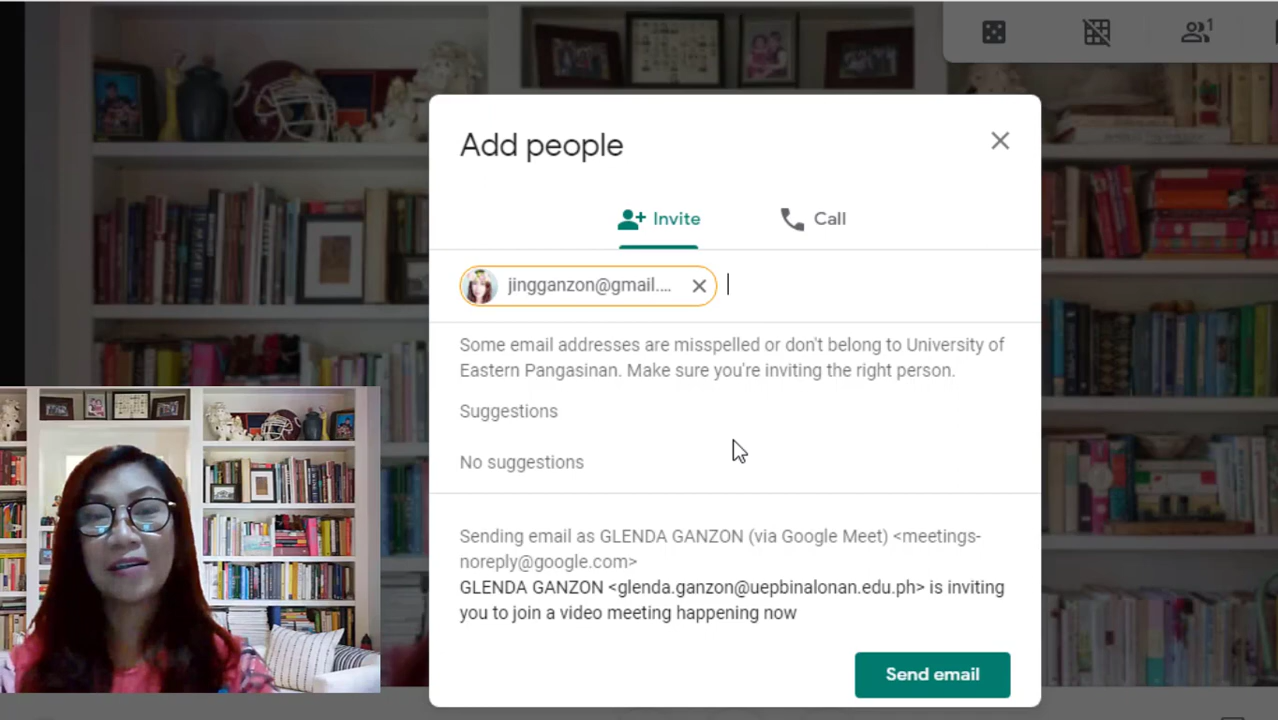 1
Add people
Invite
Call
jingganzon@gmail....
Some email addresses are misspelled or don't belong to University of
Eastern Pangasinan. Make sure you're inviting the right person.
Suggestions
No suggestions
Sending email as GLENDA GANZON (via Google Meet) <meetings-
noreply@google.com>
GLENDA GANZON <glenda.ganzon@uepbinalonan.edu.ph> is inviting
you to join a video meeting happening now
Send email